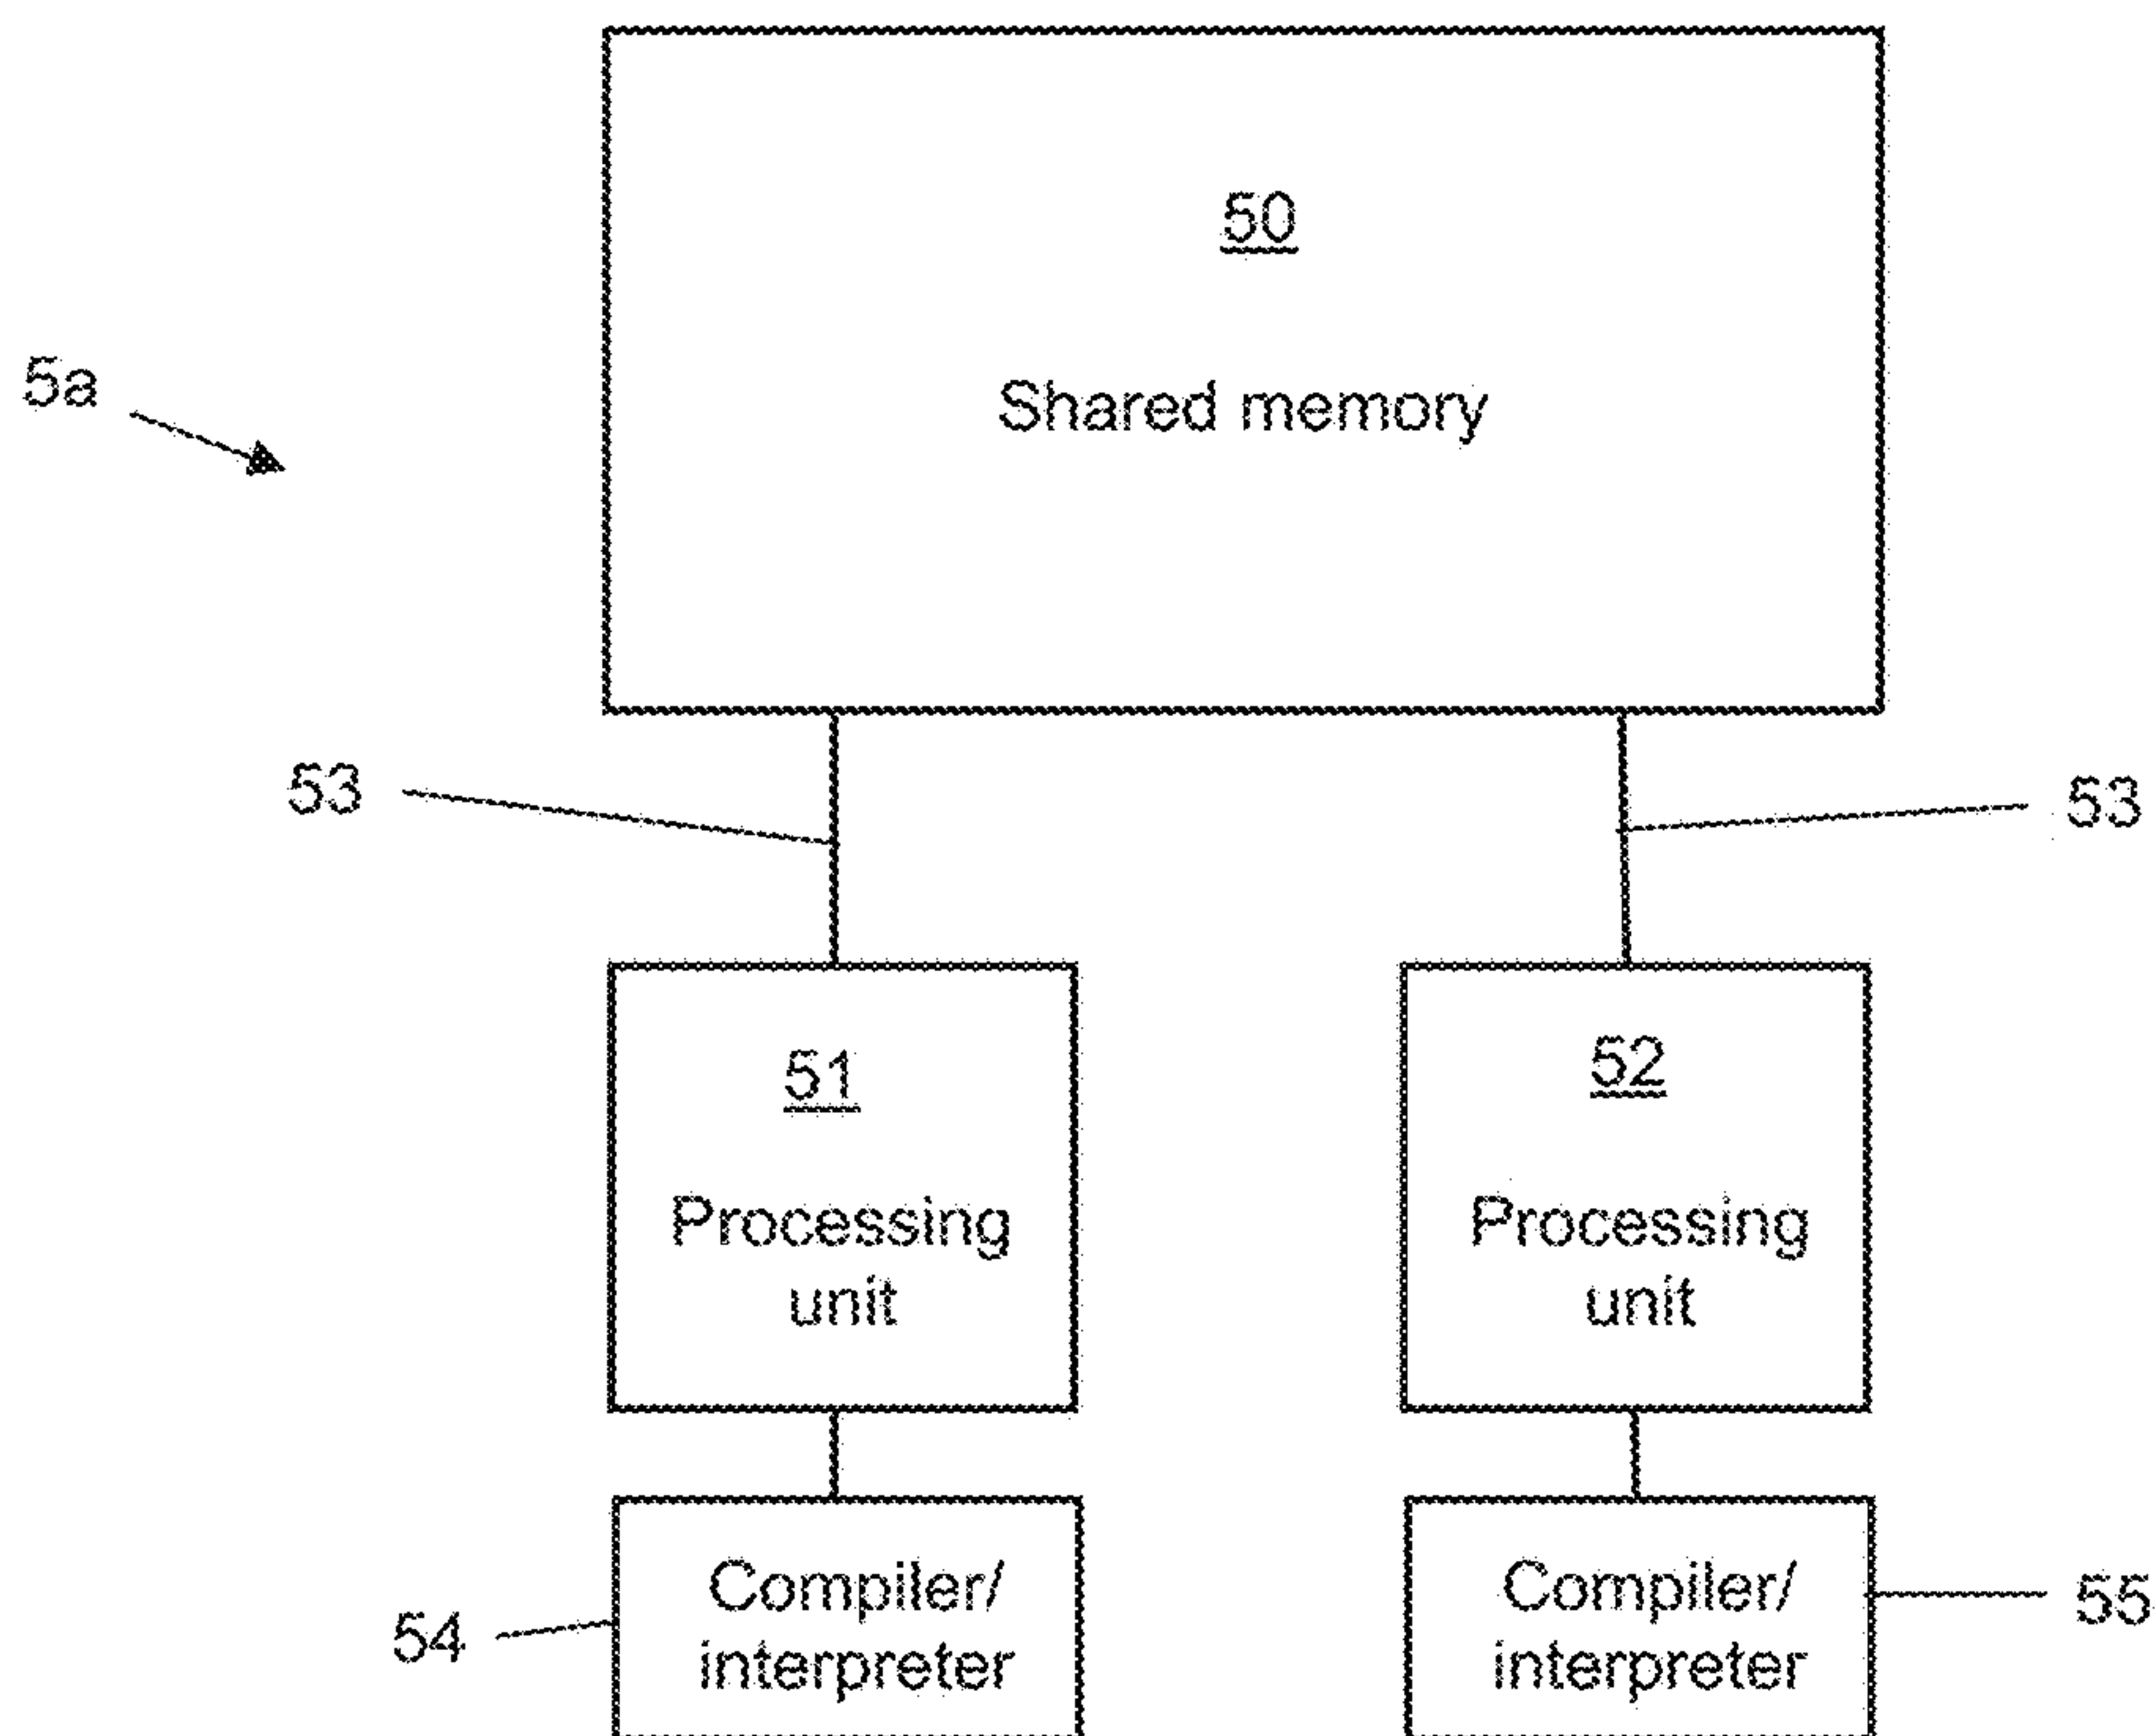 50
Shared memory
5a
53
53
51
Processing
unit
52
Processing
unit
54
Compiler/
interpreter
Compiler/
interpreter
55